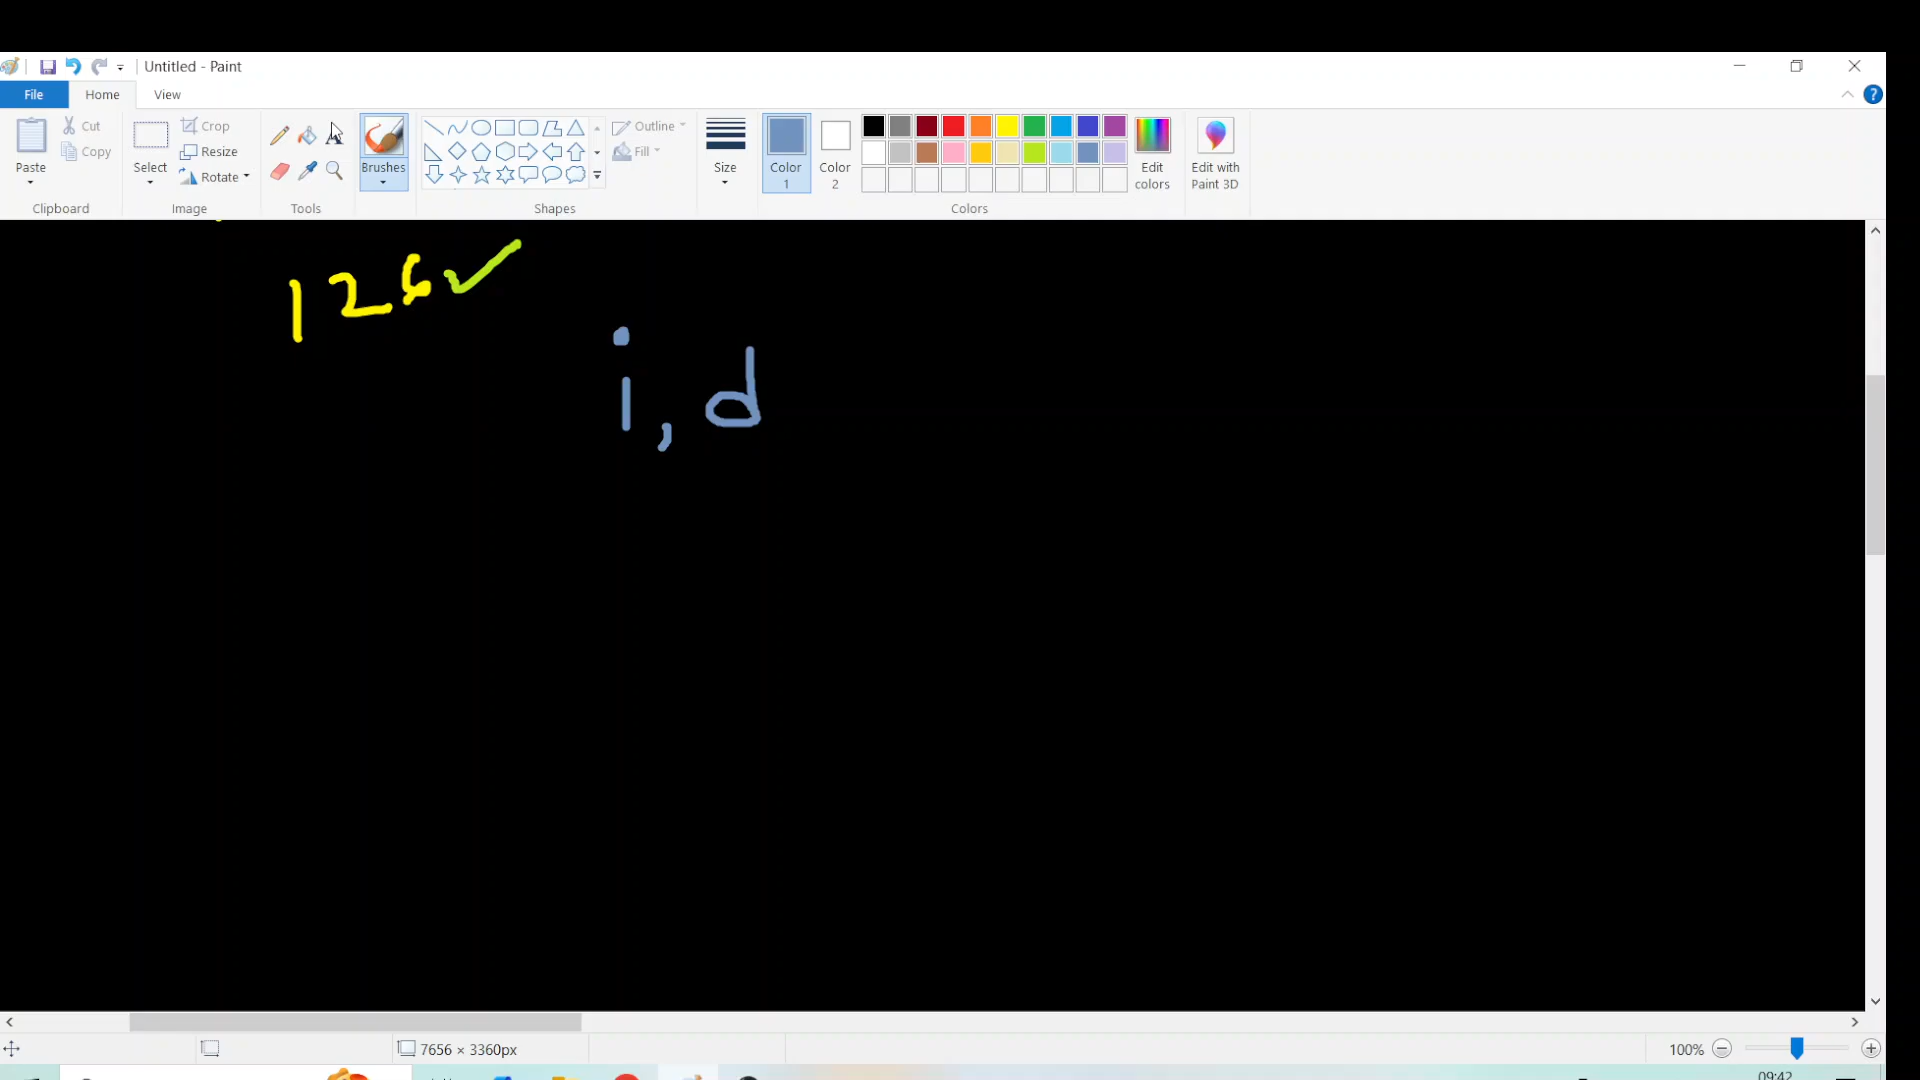 Untitled - Paint
File Home View
Paste Cut Copy Clipboard
Select Crop Resize Rotate Image
Tools
Brushes
Shapes
Outline Fill
Size
Color 1
Color 2
Colors
Edit colors
Edit with Paint 3D
126
i, d
7656 × 3360px
100%
09:42